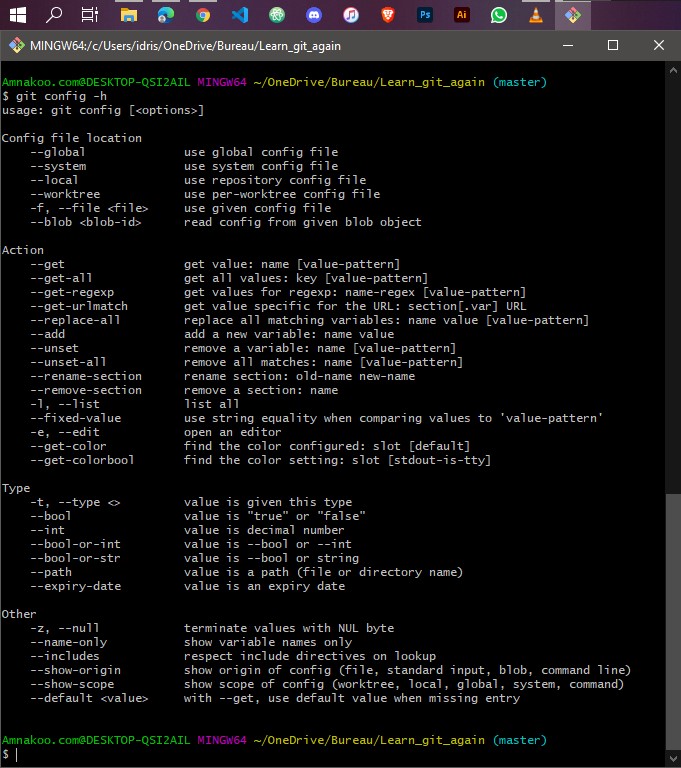 Ps
Ai
MINGW64:/c/Users/idris/OneDrive/Bureau/Learn_git_again
Amnakoo.com@DESKTOP-QSI2AIL MINGW64 ~/OneDrive/Bureau/Learn_git_again (master)
$ git config -h
usage: git config [<options>]
Config file location
--global use global config file
--system use system config file
--local use repository config file
--worktree use per-worktree config file
-f, --file <file> use given config file
--blob <blob-id> read config from given blob object
Action
--get get value: name [value-pattern]
--get-all get all values: key [value-pattern]
--get-regexp get values for regexp: name-regex [value-pattern]
--get-urlmatch get value specific for the URL: section[.var] URL
--replace-all replace all matching variables: name value [value-pattern]
--add add a new variable: name value
--unset remove a variable: name [value-pattern]
--unset-all remove all matches: name [value-pattern]
--rename-section rename section: old-name new-name
--remove-section remove a section: name
-l, --list list all
--fixed-value use string equality when comparing values to 'value-pattern'
-e, --edit open an editor
--get-color find the color configured: slot [default]
--get-colorbool find the color setting: slot [stdout-is-tty]
Type
-t, --type <> value is given this type
--bool value is "true" or "false"
--int value is decimal number
--bool-or-int value is --bool or --int
--bool-or-str value is --bool or string
--path value is a path (file or directory name)
--expiry-date value is an expiry date
Other
-z, --null terminate values with NUL byte
--name-only show variable names only
--includes respect include directives on lookup
--show-origin show origin of config (file, standard input, blob, command line)
--show-scope show scope of config (worktree, local, global, system, command)
--default <value> with --get, use default value when missing entry
Amnakoo.com@DESKTOP-QSI2AIL MINGW64 ~/OneDrive/Bureau/Learn_git_again (master)
$